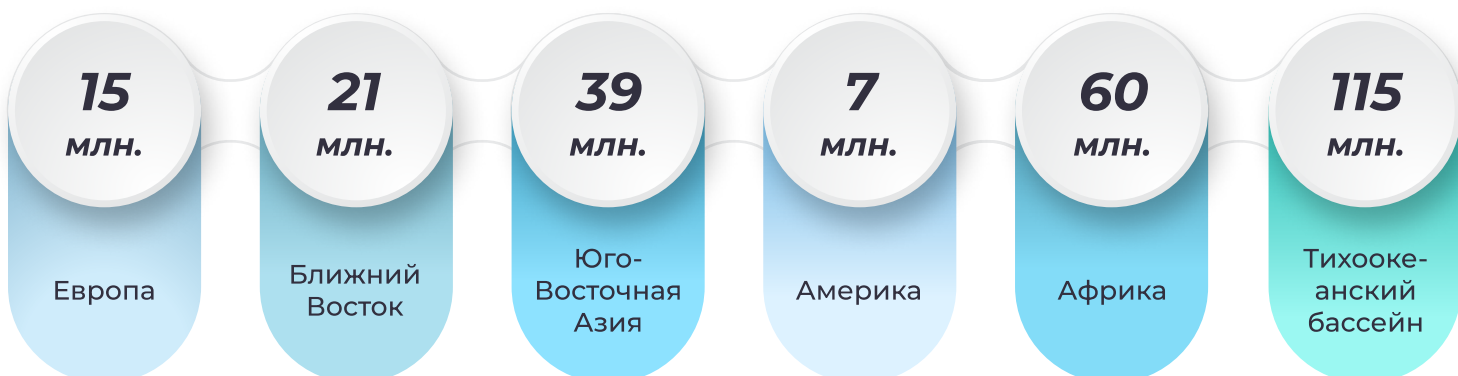 15
млн.
Европа
21
млн.
Ближний
Восток
39
млн.
Юго-
Восточная
Азия
7
млн.
Америка
60
млн.
Африка
115
млн.
Тихооке-
анский
бассейн